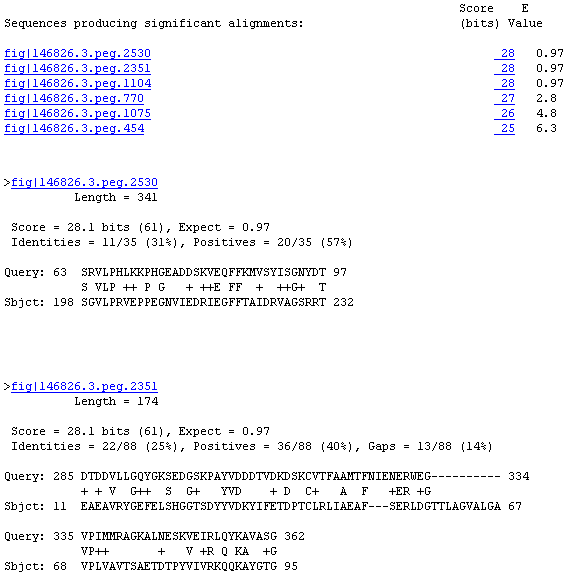 Score E
Sequences producing significant alignments: (bits) Value
fig|146826.3.peg.2530 28 0.97
fig|146826.3.peg.2351 28 0.97
fig|146826.3.peg.1104 28 0.97
fig|146826.3.peg.770 27 2.8
fig|146826.3.peg.1075 26 4.8
fig|146826.3.peg.454 25 6.3
>fig|146826.3.peg.2530
Length = 341
Score = 28.1 bits (61), Expect = 0.97
Identities = 11/35 (31%), Positives = 20/35 (57%)
Query: 63 SRVLPHLKKPHGEADDSKVEQFFKMVSYISGNYDT 97
S VLP ++ P G + ++E FF + ++G+ T
Sbjct: 198 SGVLPRVEPPEGNVIEDRIEGFFTAIDRVAGSRRT 232
>fig|146826.3.peg.2351
Length = 174
Score = 28.1 bits (61), Expect = 0.97
Identities = 22/88 (25%), Positives = 36/88 (40%), Gaps = 13/88 (14%)
Query: 285 DTDDVLLGQYGKSEDGSKPAYVDDDTVDKDSKCVTFAAMTFNIENERWEG---------- 334
+ + V G++ S G+ YVD + D C+ A F +ER +G
Sbjct: 11 EAEAVRYGEFELSHGGTSDYYVDKYIFETDPTCLRLIAEAF---SERLDGTTLAGVALGA 67
Query: 335 VPIMMRAGKALNESKVEIRLQYKAVASG 362
VP++ + V +R Q KA +G
Sbjct: 68 VPLVAVTSAETDTPYVIVRKQQKAYGTG 95